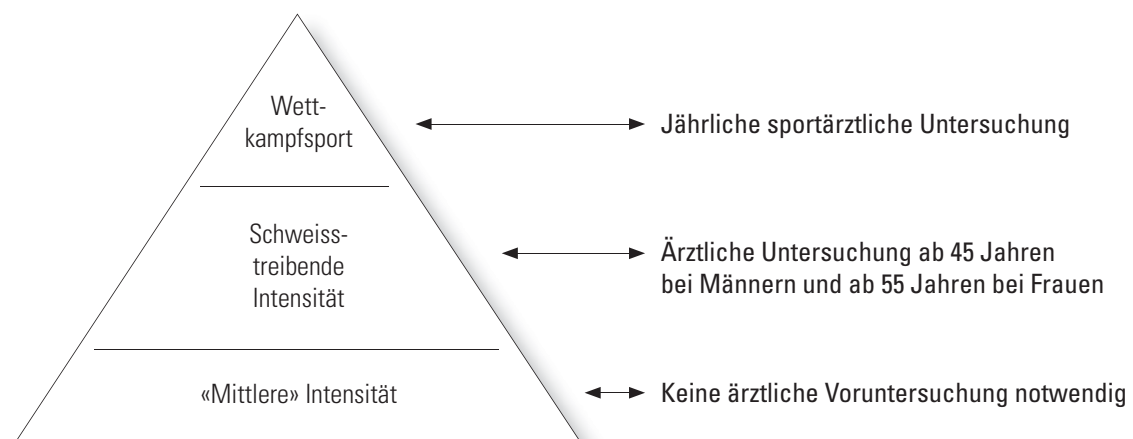 Wett-
kampfsport
Jährliche sportärztliche Untersuchung
Schweiss-
treibende
Intensität
Ärztliche Untersuchung ab 45 Jahren
bei Männern und ab 55 Jahren bei Frauen
«Mittlere» Intensität
Keine ärztliche Voruntersuchung notwendig